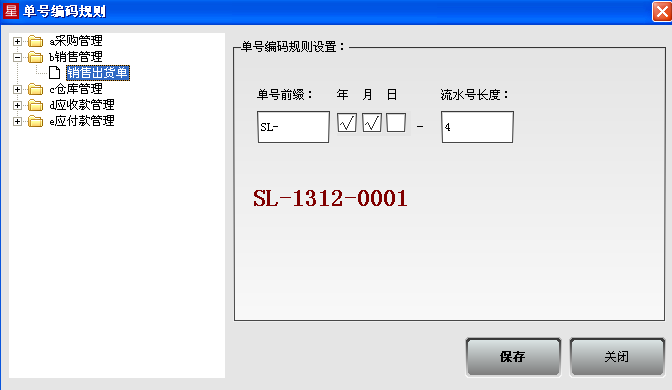 星 单号编码规则
a采购管理
b销售管理
销售出货单
c仓库管理
d应收款管理
e应付款管理
单号编码规则设置：
单号前缀： 年 月 日 流水号长度：
SL- - 4
SL-1312-0001
保存 关闭